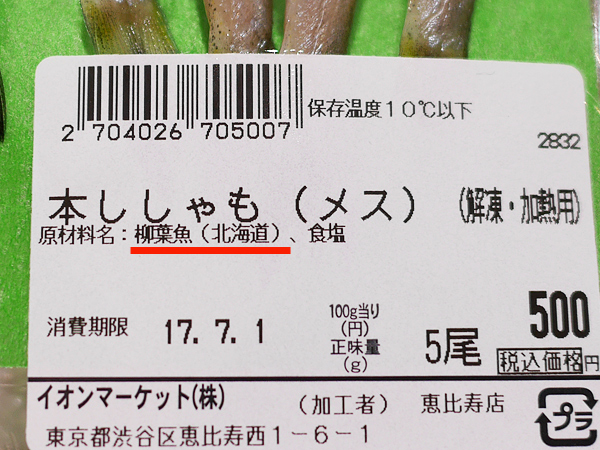 保存温度10℃以下
2 704026 705007
2832
本ししゃも（メス）（解凍・加熱用）
原材料名：柳葉魚（北海道）、食塩
消費期限 17.7.1
100g当り
(円)
正味量
(g)
5尾
500
税込価格円
イオンマーケット(株) （加工者） 恵比寿店
東京都渋谷区恵比寿西1-6-1
プラ